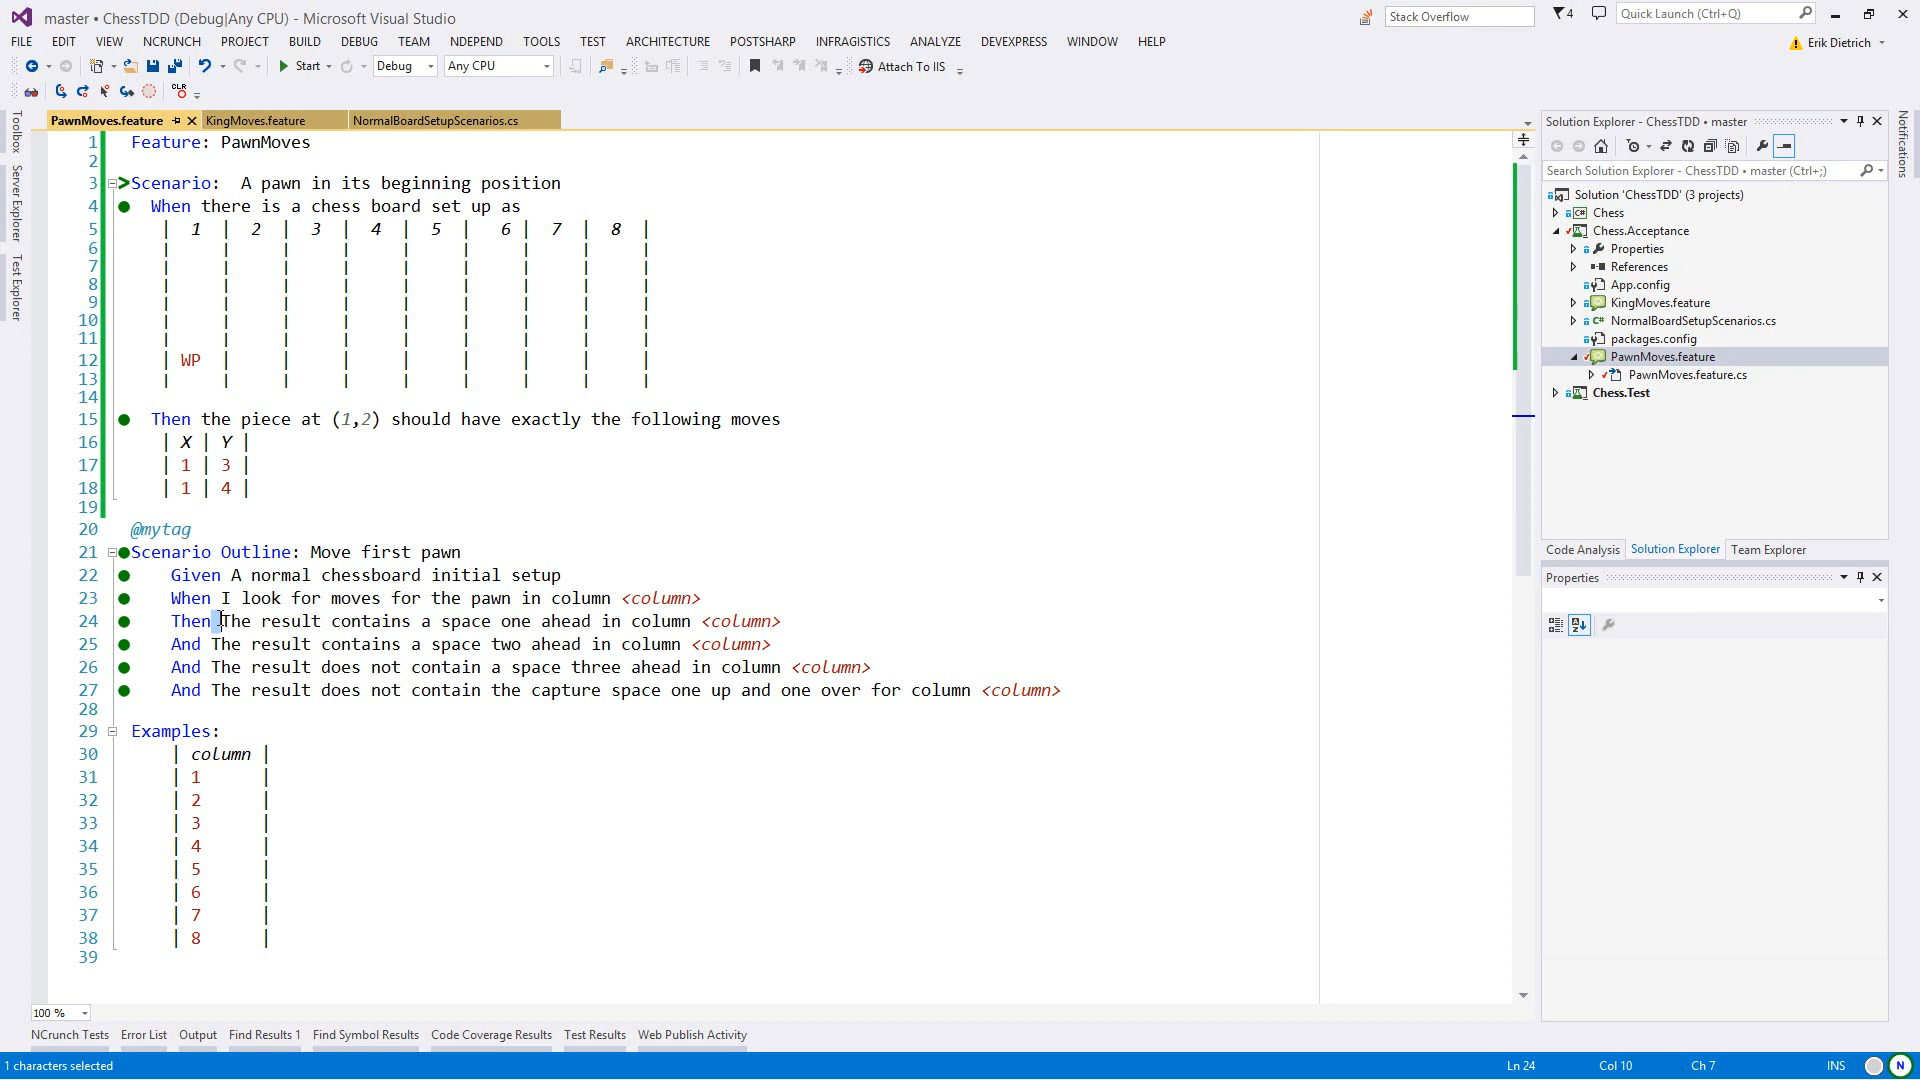 master • ChessTDD (Debug|Any CPU) - Microsoft Visual Studio
Stack Overflow
4
Quick Launch (Ctrl+Q)
FILE EDIT VIEW NCRUNCH PROJECT BUILD DEBUG TEAM NDEPEND TOOLS TEST ARCHITECTURE POSTSHARP INFRAGISTICS ANALYZE DEVEXPRESS WINDOW HELP
Erik Dietrich
Start Debug Any CPU Attach To IIS
CLR
Toolbox
Server Explorer
Test Explorer
PawnMoves.feature KingMoves.feature NormalBoardSetupScenarios.cs
1 Feature: PawnMoves
2
3 Scenario:  A pawn in its beginning position
4 When there is a chess board set up as
5 | 1 | 2 | 3 | 4 | 5 | 6 | 7 | 8 |
6 | | | | | | | | |
7 | | | | | | | | |
8 | | | | | | | | |
9 | | | | | | | | |
10 | | | | | | | | |
11 | | | | | | | | |
12 | WP | | | | | | | |
13 | | | | | | | | |
14
15 Then the piece at (1,2) should have exactly the following moves
16 | X | Y |
17 | 1 | 3 |
18 | 1 | 4 |
19
20 @mytag
21 Scenario Outline: Move first pawn
22 Given A normal chessboard initial setup
23 When I look for moves for the pawn in column <column>
24 Then The result contains a space one ahead in column <column>
25 And The result contains a space two ahead in column <column>
26 And The result does not contain a space three ahead in column <column>
27 And The result does not contain the capture space one up and one over for column <column>
28
29 Examples:
30 | column |
31 | 1 |
32 | 2 |
33 | 3 |
34 | 4 |
35 | 5 |
36 | 6 |
37 | 7 |
38 | 8 |
39
100 %
Solution Explorer - ChessTDD • master
Search Solution Explorer - ChessTDD • master (Ctrl+;)
Solution 'ChessTDD' (3 projects)
C# Chess
Chess.Acceptance
Properties
References
App.config
KingMoves.feature
C# NormalBoardSetupScenarios.cs
packages.config
PawnMoves.feature
PawnMoves.feature.cs
Chess.Test
Code Analysis Solution Explorer Team Explorer
Properties
Notifications
NCrunch Tests Error List Output Find Results 1 Find Symbol Results Code Coverage Results Test Results Web Publish Activity
1 characters selected Ln 24 Col 10 Ch 7 INS N